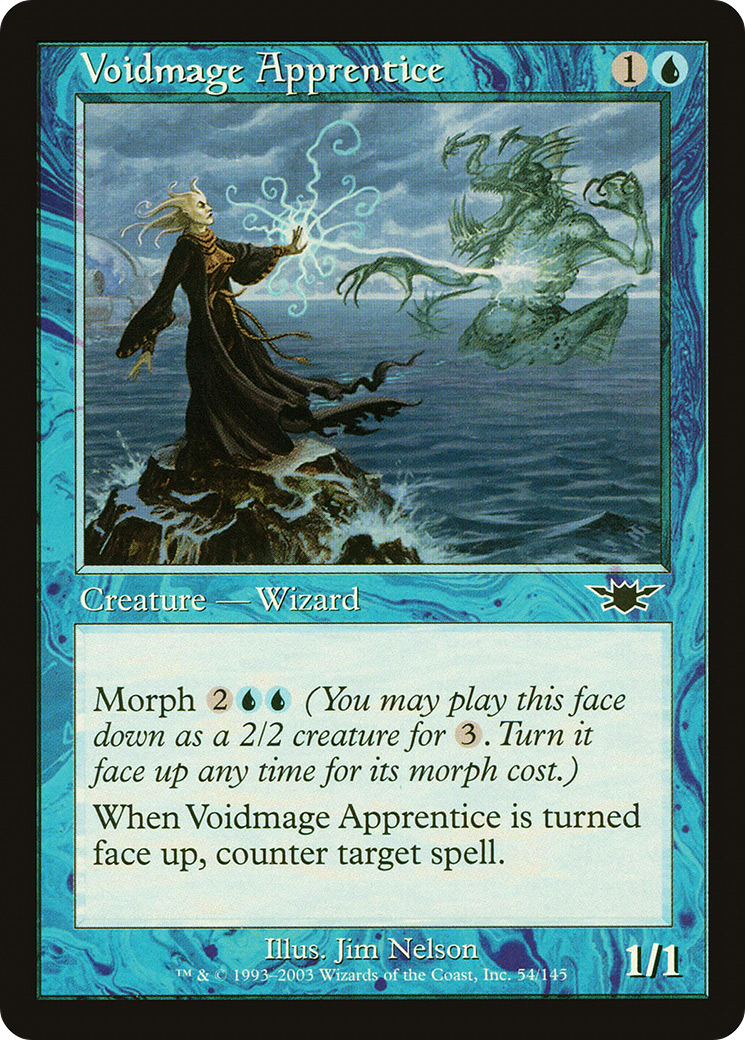 Voidmage Apprentice 1
Creature — Wizard
Morph 2 (You may play this face
down as a 2/2 creature for 3. Turn it
face up any time for its morph cost.)
When Voidmage Apprentice is turned
face up, counter target spell.
Illus. Jim Nelson
™ & © 1993-2003 Wizards of the Coast, Inc. 54/145
1/1